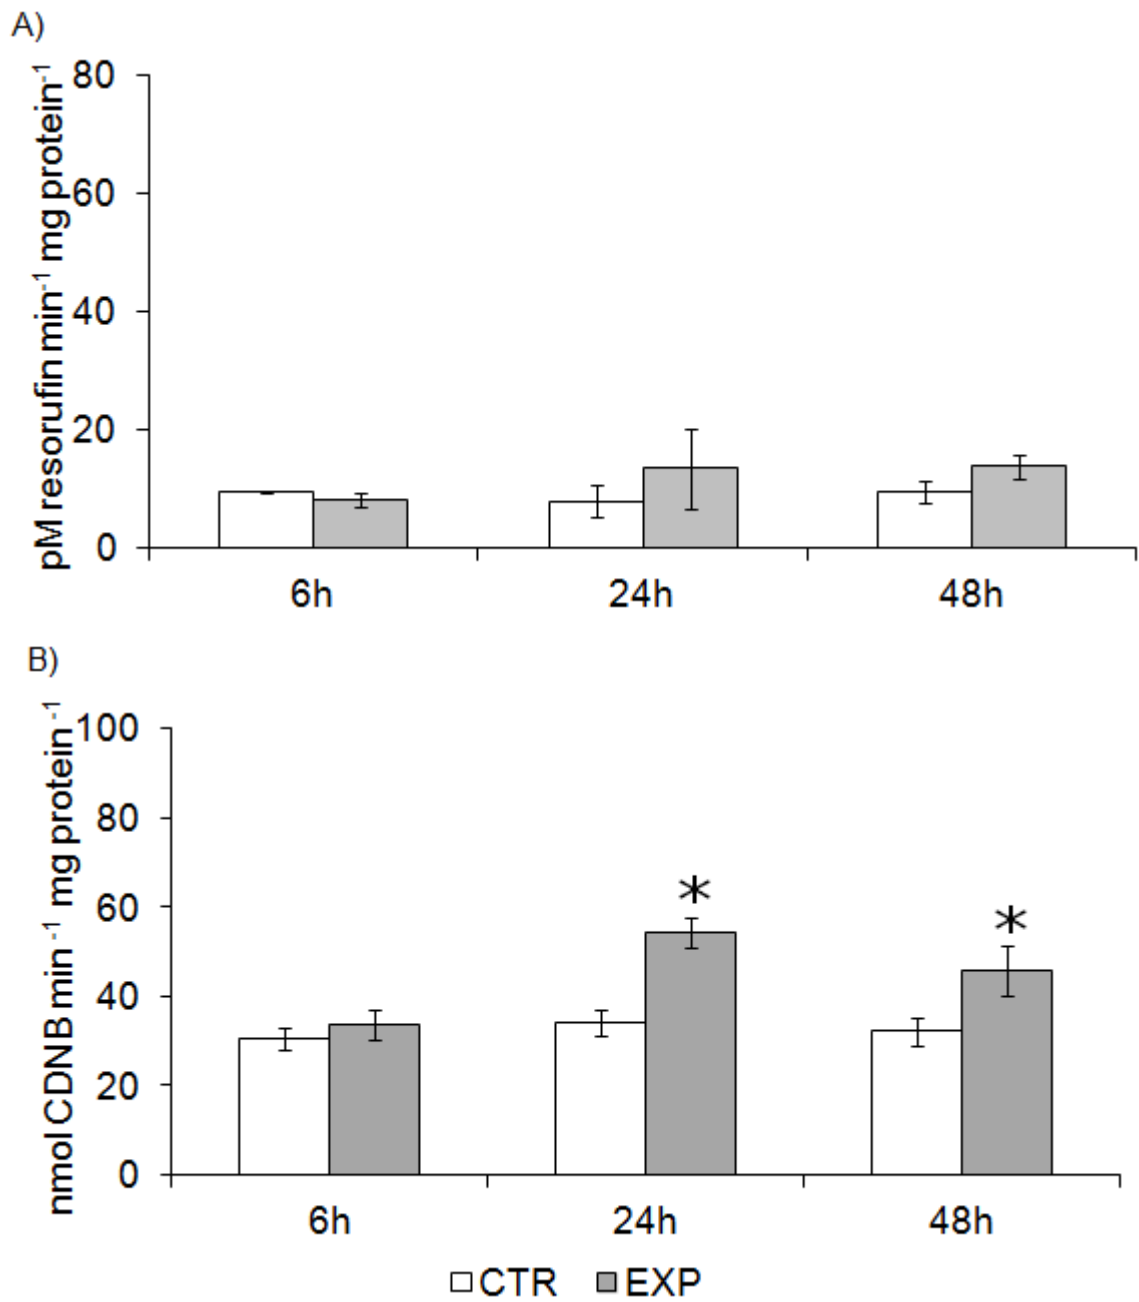 A)
pM resorufin min⁻¹ mg protein⁻¹
80
60
40
20
0
6h 24h 48h
B)
nmol CDNB min⁻¹ mg protein⁻¹
100
80
60
40
20
0
*
*
6h 24h 48h
CTR EXP